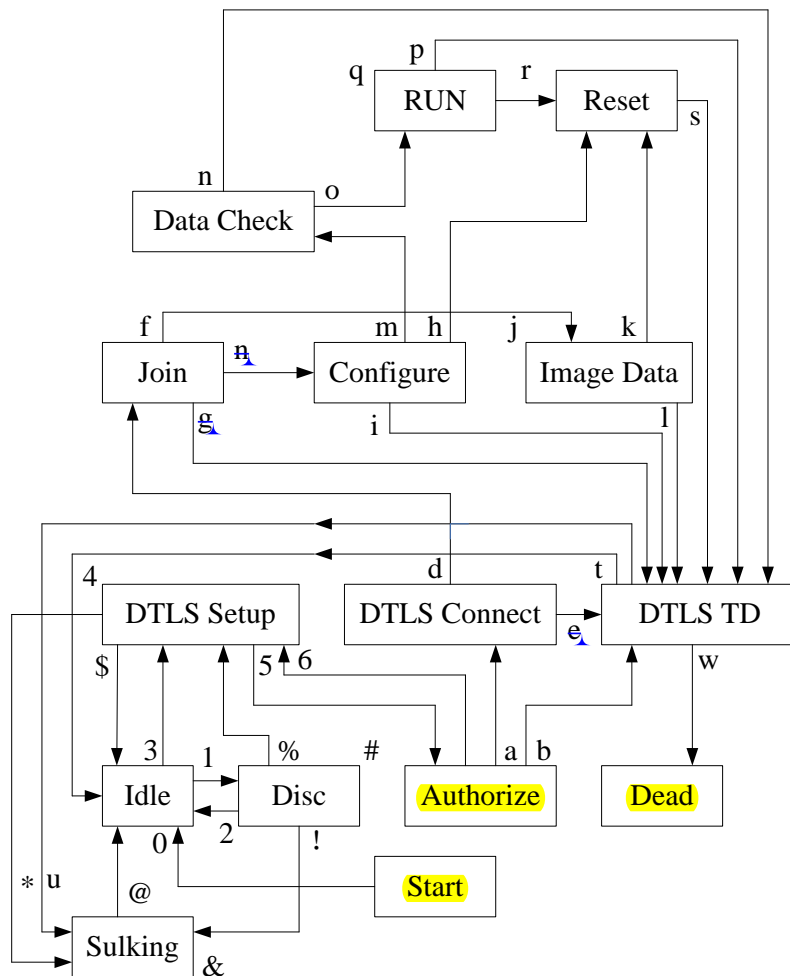 p
q
r
RUN
Reset
s
n
o
Data Check
f
m
h
j
k
Join
n
Configure
Image Data
g
i
l
4
d
t
DTLS Setup
DTLS Connect
e
DTLS TD
$
5
6
w
3
1
%
#
a
b
Idle
Disc
Authorize
Dead
0
2
!
* u
@
Start
Sulking
&